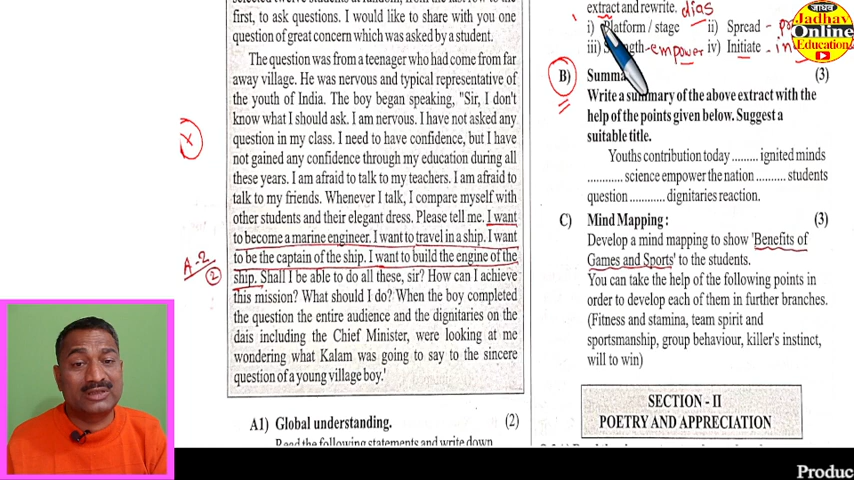 selected twelve students at random, from first to the
first, to ask questions. I would like to share with you one
question of great concern which was asked by a student.
The question was from a teenager who had come from far
away village. He was nervous and typical representative of
the youth of India. The boy began speaking, "Sir, I don't
know what I should ask. I am nervous. I have not asked any
question in my class. I need to have confidence, but I have
not gained any confidence through my education during all
these years. I am afraid to talk to my teachers. I am afraid to
talk to my friends. Whenever I talk, I compare myself with
other students and their elegant dress. Please tell me. I want
to become a marine engineer. I want to travel in a ship. I want
to be the captain of the ship. I want to build the engine of the
ship. Shall I be able to do all these, sir? How can I achieve
this mission? What should I do? When the boy completed
the question the entire audience and the dignitaries on the
dais including the Chief Minister, were looking at me
wondering what Kalam was going to say to the sincere
question of a young village boy.'
X
A-2
2
A1) Global understanding. (2)
Read the following statements and write down
extract and rewrite. dias
i) Platform / stage ii) Spread -
iii) - empower iv) Initiate -
B) (3)
Write a summary of the above extract with the
help of the points given below. Suggest a
suitable title.
Youths contribution today ......... ignited minds
............ science empower the nation .......... students
question ............ dignitaries reaction.
C) Mind Mapping : (3)
Develop a mind mapping to show 'Benefits of
Games and Sports' to the students.
You can take the help of the following points in
order to develop each of them in further branches.
(Fitness and stamina, team spirit and
sportsmanship, group behaviour, killer's instinct,
will to win)
SECTION - II
POETRY AND APPRECIATION
जाधव
Jadhav
Online
Education
Produc